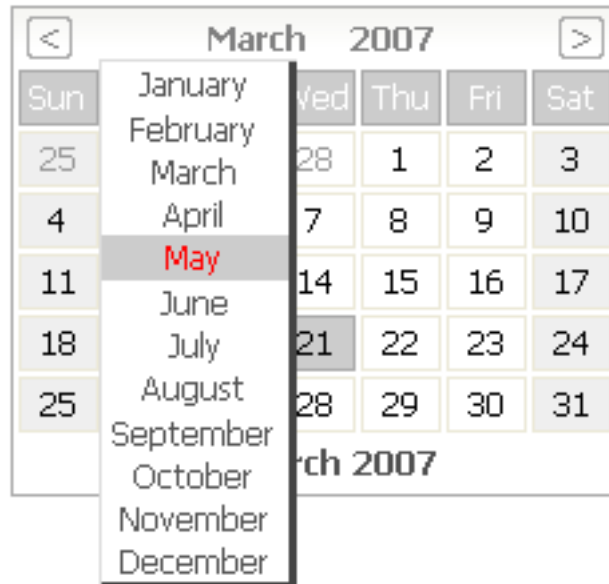 < March 2007 >
Sun Wed Thu Fri Sat
January
February
March
April
May
June
July
August
September
October
November
December
25 28 1 2 3
4 7 8 9 10
11 14 15 16 17
18 21 22 23 24
25 28 29 30 31
rch 2007